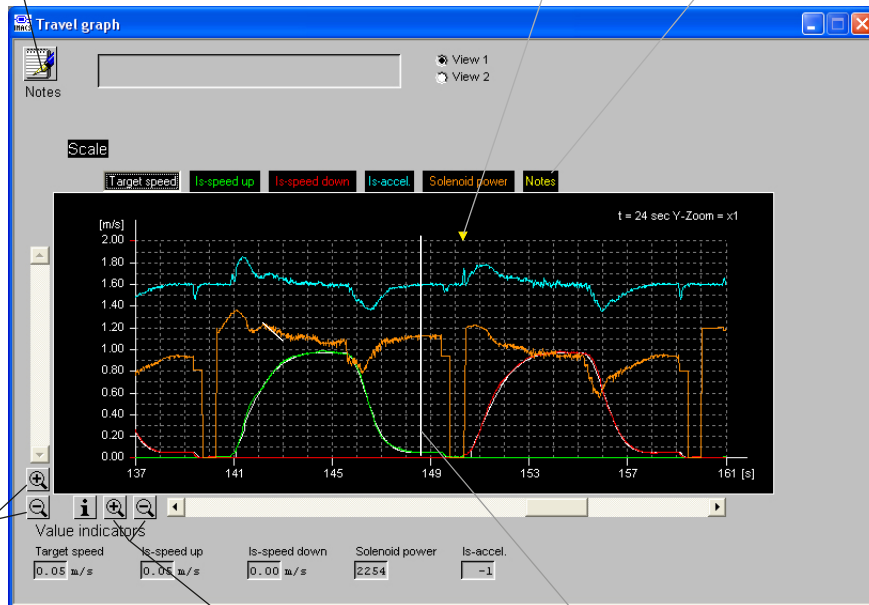 Travel graph
View 1
View 2
Notes
Scale
Target speed Is-speed up Is-speed down Is-accel. Solenoid power Notes
t = 24 sec Y-Zoom = x1
[m/s]
2.00
1.80
1.60
1.40
1.20
1.00
0.80
0.60
0.40
0.20
0.00
137 141 145 149 153 157 161 [s]
i
Value indicators
Target speed Is-speed up Is-speed down Solenoid power Is-accel.
0.05 m/s 0.05 m/s 0.00 m/s 2254 -1